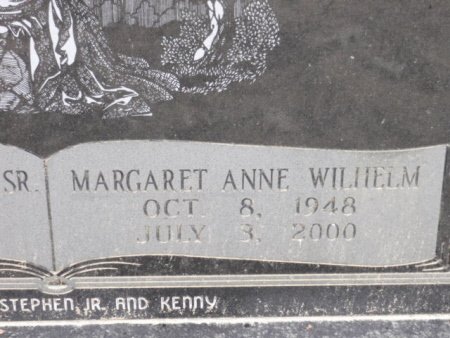 SR.
MARGARET ANNE WILHELM
OCT. 8, 1948
JULY 3, 2000
STEPHEN, JR. AND KENNY